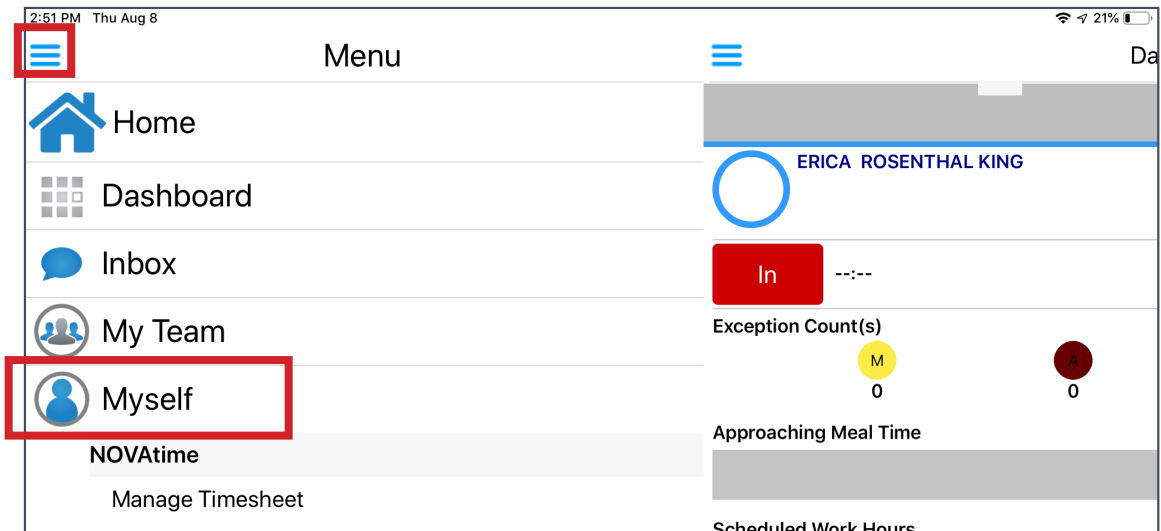 2:51 PM Thu Aug 8
21%
Menu
Home
Dashboard
Inbox
My Team
Myself
NOVAtime
Manage Timesheet
Da
ERICA ROSENTHAL KING
In --:--
Exception Count(s)
M A
0 0
Approaching Meal Time
Scheduled Work Hours